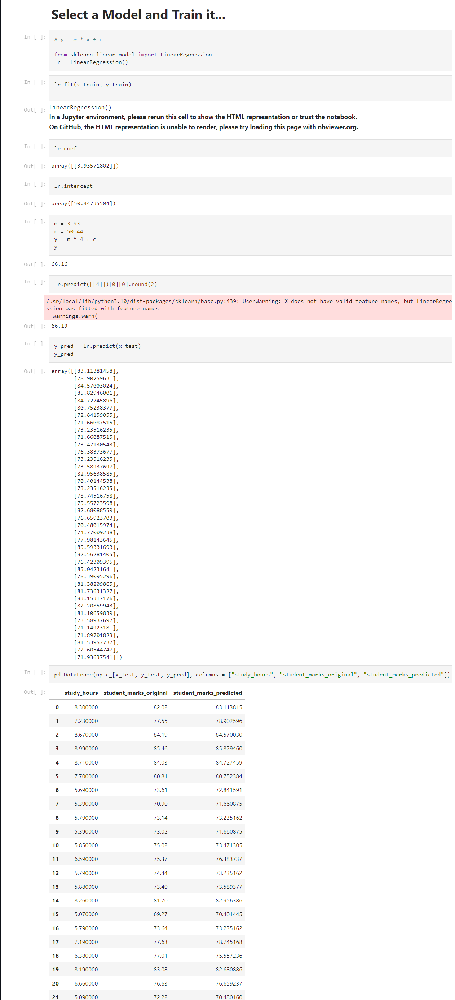 Select a Model and Train it...
In [ ]:
# y = m * x + c
from sklearn.linear_model import LinearRegression
lr = LinearRegression()
In [ ]:
lr.fit(x_train, y_train)
Out[ ]:
LinearRegression()
In a Jupyter environment, please rerun this cell to show the HTML representation or trust the notebook.
On GitHub, the HTML representation is unable to render, please try loading this page with nbviewer.org.
In [ ]:
lr.coef_
Out[ ]:
array([[3.93571802]])
In [ ]:
lr.intercept_
Out[ ]:
array([50.44735504])
In [ ]:
m = 3.93
c = 50.44
y = m * 4 + c
y
Out[ ]:
66.16
In [ ]:
lr.predict([[4]])[0][0].round(2)
/usr/local/lib/python3.10/dist-packages/sklearn/base.py:439: UserWarning: X does not have valid feature names, but LinearRegre
ssion was fitted with feature names
warnings.warn(
Out[ ]:
66.19
In [ ]:
y_pred = lr.predict(x_test)
y_pred
Out[ ]:
array([[83.11381458],
[78.9025963 ],
[84.57003024],
[85.82946001],
[84.72745896],
[80.75238377],
[72.84159055],
[71.66087515],
[73.23516235],
[71.66087515],
[73.47130543],
[76.38373677],
[73.23516235],
[73.58937697],
[82.95638585],
[70.40144538],
[73.23516235],
[78.74516758],
[75.55723598],
[82.68088559],
[76.65923703],
[70.48015974],
[74.77009238],
[77.98143645],
[85.59331693],
[82.56281405],
[76.42309395],
[85.0423164 ],
[78.39095296],
[81.38209865],
[81.73631327],
[83.15317176],
[82.20859943],
[81.10659839],
[73.58937697],
[71.1492318 ],
[71.89701823],
[81.53952737],
[72.60544747],
[71.93637541]])
In [ ]:
pd.DataFrame(np.c_[x_test, y_test, y_pred], columns = ["study_hours", "student_marks_original", "student_marks_predicted"])
Out[ ]:
study_hours student_marks_original student_marks_predicted
0 8.300000 82.02 83.113815
1 7.230000 77.55 78.902596
2 8.670000 84.19 84.570030
3 8.990000 85.46 85.829460
4 8.710000 84.03 84.727459
5 7.700000 80.81 80.752384
6 5.690000 73.61 72.841591
7 5.390000 70.90 71.660875
8 5.790000 73.14 73.235162
9 5.390000 73.02 71.660875
10 5.850000 75.02 73.471305
11 6.590000 75.37 76.383737
12 5.790000 74.44 73.235162
13 5.880000 73.40 73.589377
14 8.260000 81.70 82.956386
15 5.070000 69.27 70.401445
16 5.790000 73.64 73.235162
17 7.190000 77.63 78.745168
18 6.380000 77.01 75.557236
19 8.190000 83.08 82.680886
20 6.660000 76.63 76.659237
21 5.090000 72.22 70.480160